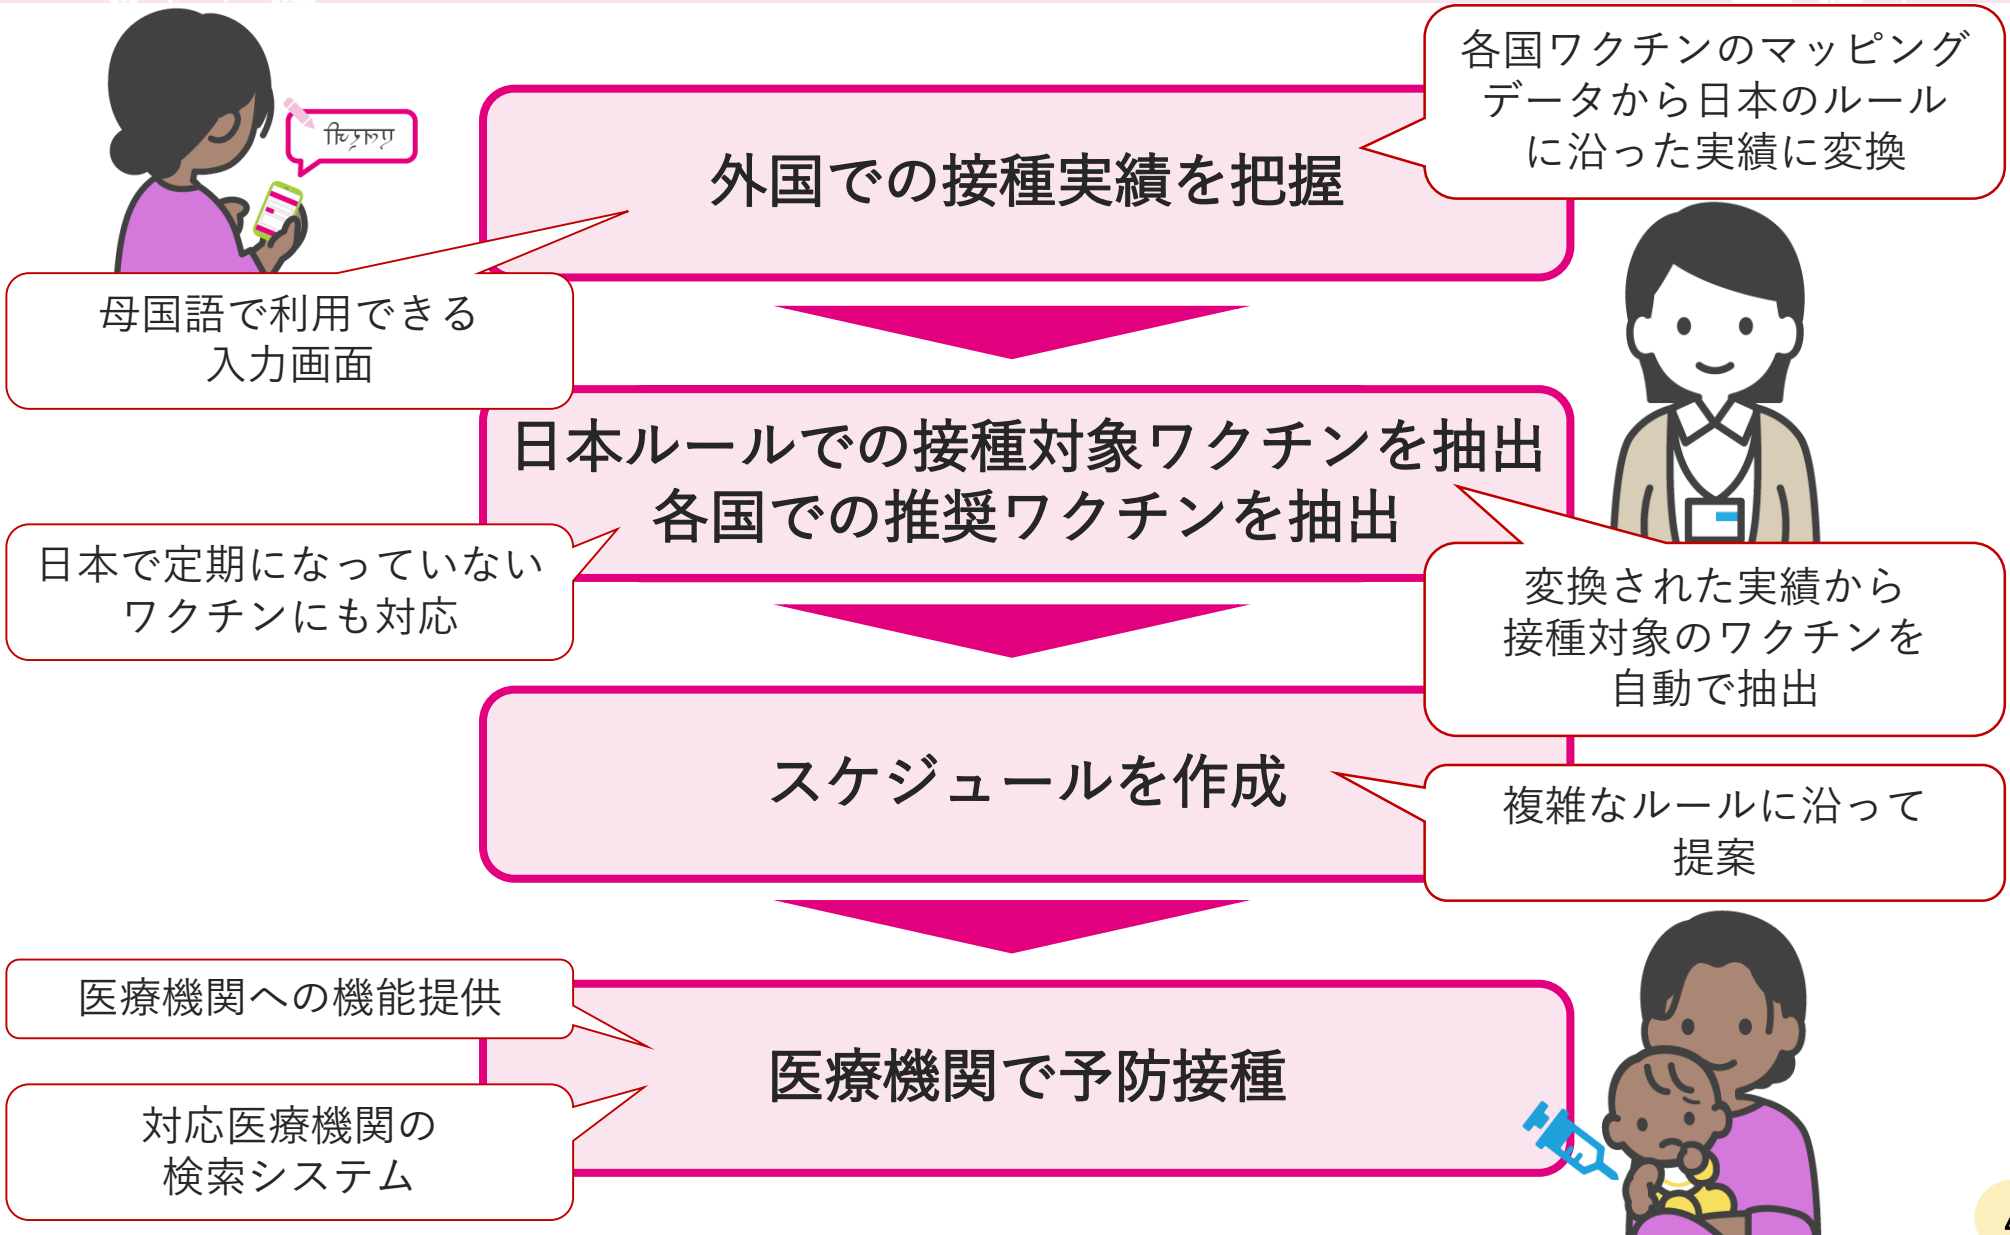 各国ワクチンのマッピング
データから日本のルール
に沿った実績に変換
外国での接種実績を把握
母国語で利用できる
入力画面
日本ルールでの接種対象ワクチンを抽出
各国での推奨ワクチンを抽出
日本で定期になっていない
ワクチンにも対応
変換された実績から
接種対象のワクチンを
自動で抽出
スケジュールを作成
複雑なルールに沿って
提案
医療機関への機能提供
医療機関で予防接種
対応医療機関の
検索システム